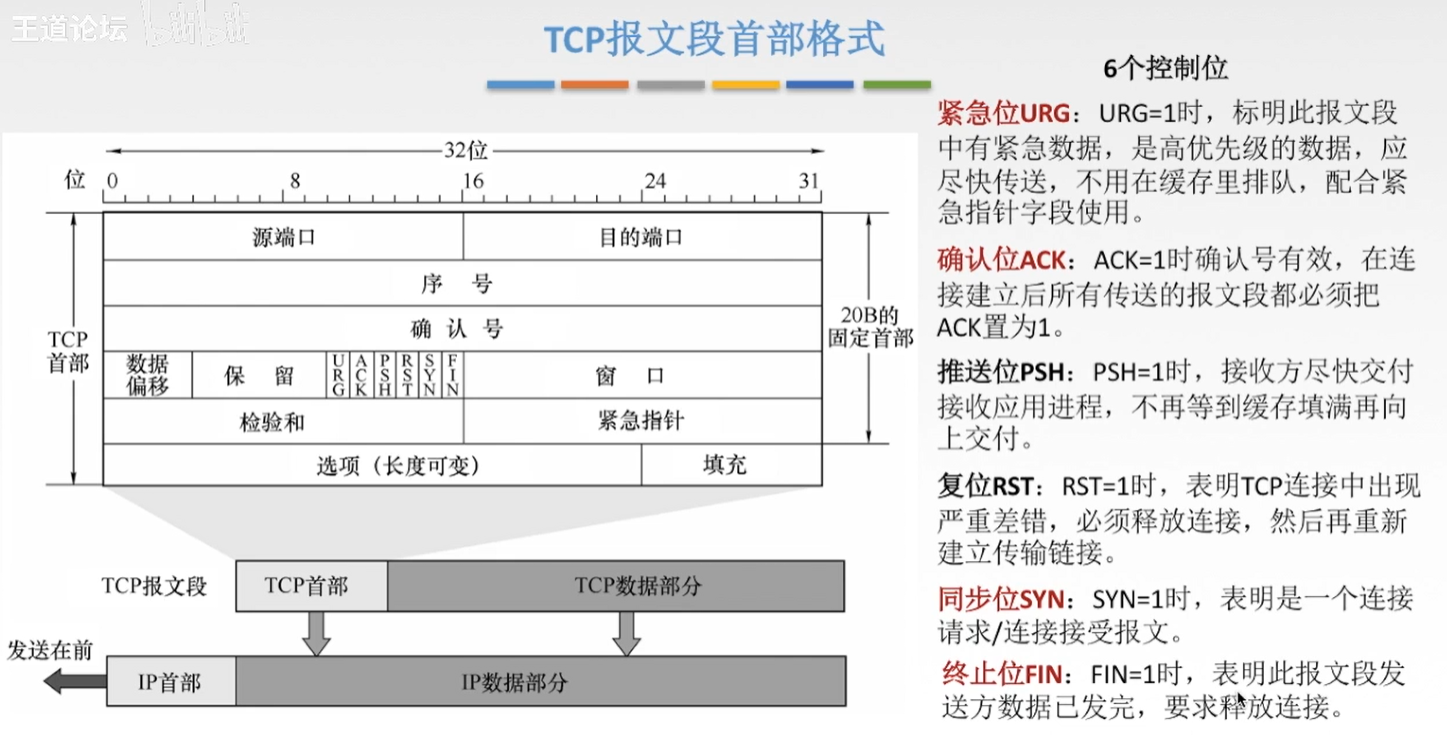 王道论坛 bilibili
TCP报文段首部格式
32位
位 0 8 16 24 31
源端口 目的端口
序 号
确 认 号
数据偏移 保 留 URG ACK PSH RST SYN FIN 窗 口
检验和 紧急指针
选项（长度可变） 填充
TCP首部
20B的
固定首部
TCP报文段 TCP首部 TCP数据部分
发送在前
IP首部 IP数据部分
6个控制位
紧急位URG：URG=1时，标明此报文段
中有紧急数据，是高优先级的数据，应
尽快传送，不用在缓存里排队，配合紧
急指针字段使用。
确认位ACK：ACK=1时确认号有效，在连
接建立后所有传送的报文段都必须把
ACK置为1。
推送位PSH：PSH=1时，接收方尽快交付
接收应用进程，不再等到缓存填满再向
上交付。
复位RST：RST=1时，表明TCP连接中出现
严重差错，必须释放连接，然后再重新
建立传输链接。
同步位SYN：SYN=1时，表明是一个连接
请求/连接接受报文。
终止位FIN：FIN=1时，表明此报文段发
送方数据已发完，要求释放连接。